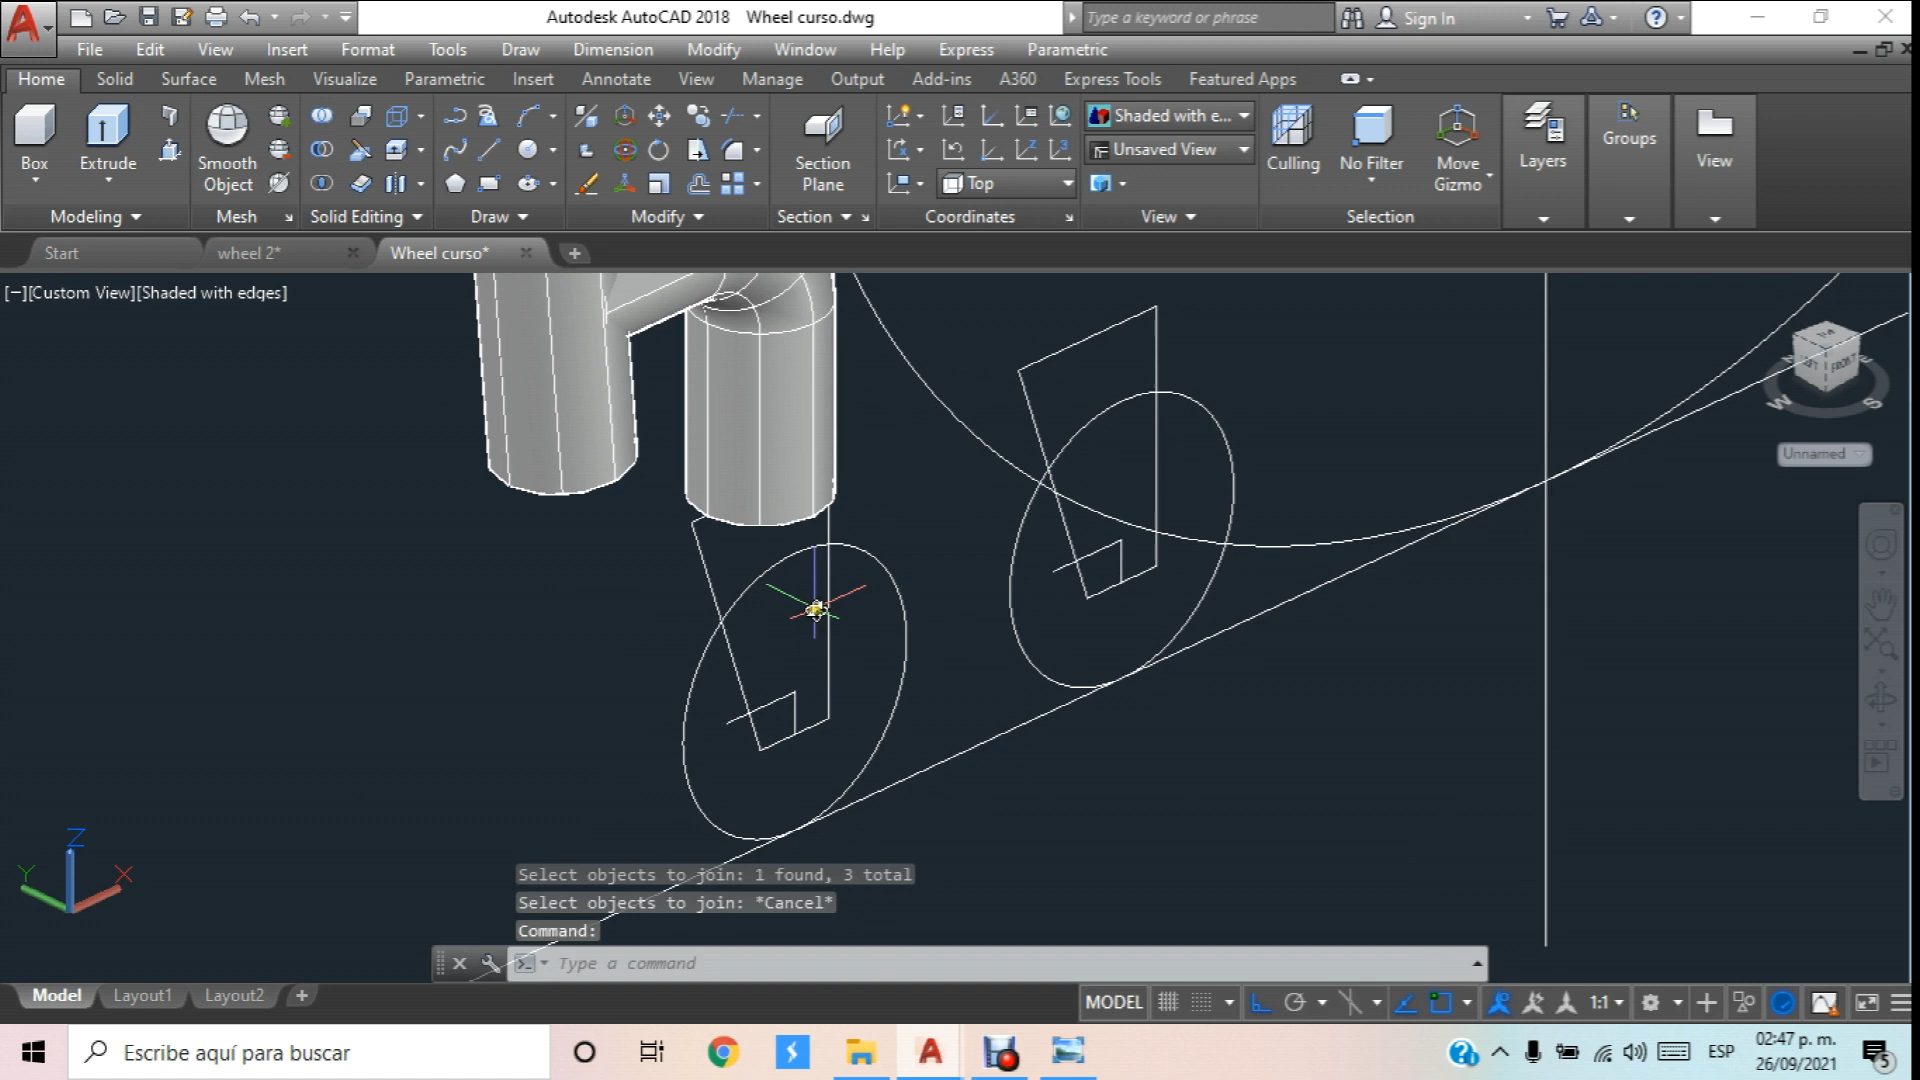 Autodesk AutoCAD 2018   Wheel curso.dwg
Type a keyword or phrase
Sign In
File Edit View Insert Format Tools Draw Dimension Modify Window Help Express Parametric
Home Solid Surface Mesh Visualize Parametric Insert Annotate View Manage Output Add-ins A360 Express Tools Featured Apps
Box
Extrude
Smooth Object
Section Plane
Shaded with e...
Unsaved View
Top
Culling
No Filter
Move Gizmo
Layers
Groups
View
Modeling Mesh Solid Editing Draw Modify Section Coordinates View Selection
Start wheel 2* Wheel curso*
[−][Custom View][Shaded with edges]
TOP
LEFT
FRONT
W
S
Unnamed
Z
Y
X
Select objects to join: 1 found, 3 total
Select objects to join: *Cancel*
Command:
Type a command
Model Layout1 Layout2
MODEL
1:1
Escribe aquí para buscar
ESP
02:47 p. m.
26/09/2021
5